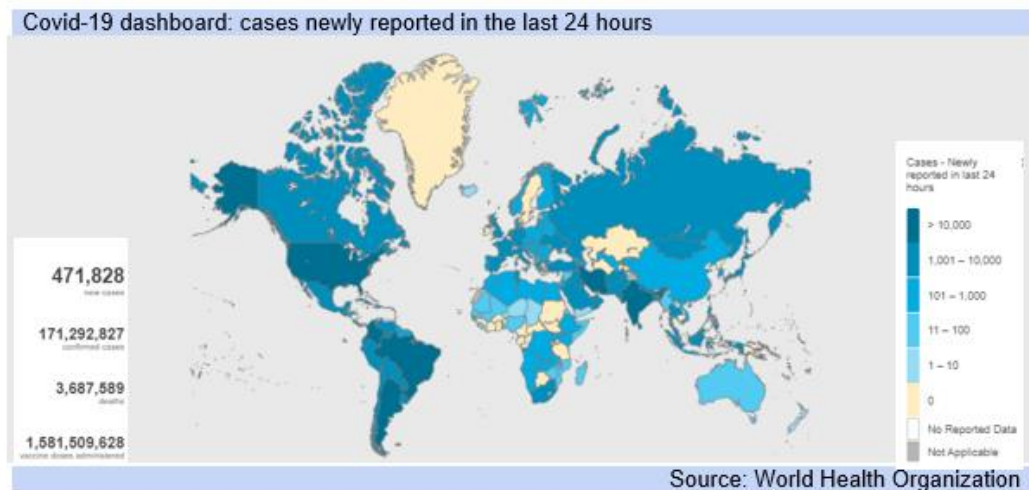 Covid-19 dashboard: cases newly reported in the last 24 hours
471,828
new cases
171,292,827
confirmed cases
3,687,589
deaths
1,581,509,628
vaccine doses administered
Cases - Newly
reported in last 24
hours
> 10,000
1,001 – 10,000
101 – 1,000
11 – 100
1 – 10
0
No Reported Data
Not Applicable
Source: World Health Organization